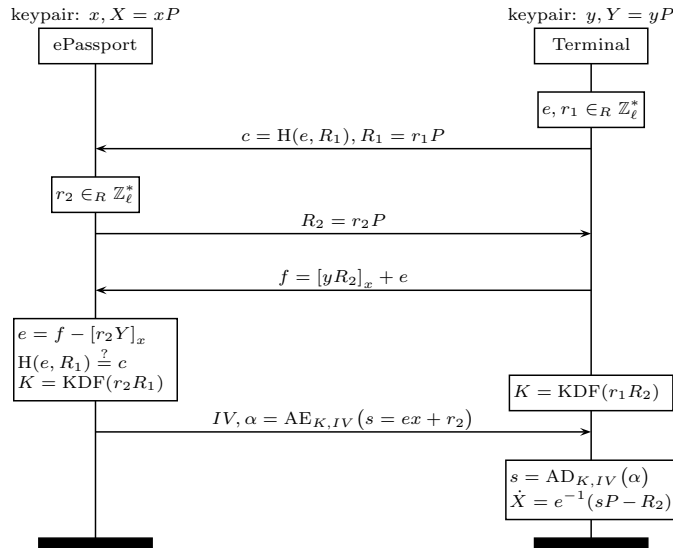 keypair: x, X = xP
keypair: y, Y = yP
ePassport
Terminal
e, r₁ ∈_R ℤ*_ℓ
c = H(e, R₁), R₁ = r₁P
r₂ ∈_R ℤ*_ℓ
R₂ = r₂P
f = [yR₂]_x + e
e = f − [r₂Y]_x
H(e, R₁) ≟ c
K = KDF(r₂R₁)
K = KDF(r₁R₂)
IV, α = AE_{K,IV}(s = ex + r₂)
s = AD_{K,IV}(α)
Ẋ = e⁻¹(sP − R₂)